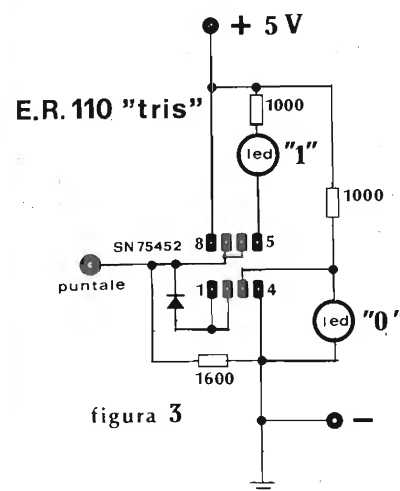 + 5 V
E.R. 110 "tris"
1000
led "1"
1000
SN 75452
8 5
puntale
1 4
led "0"
1600
figura 3
−